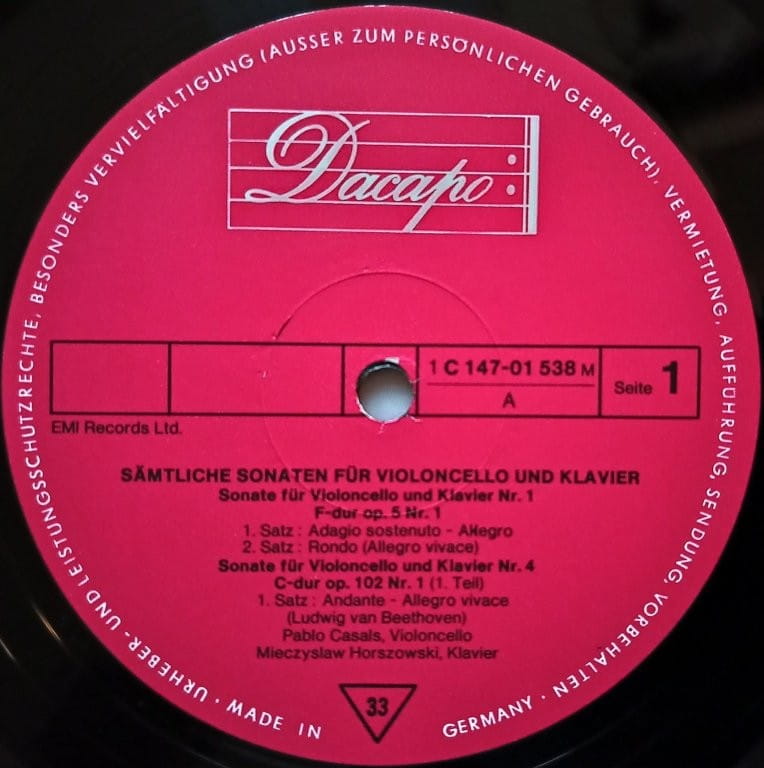 URHEBER- UND LEISTUNGSSCHUTZRECHTE, BESONDERS VERVIELFÄLTIGUNG (AUSSER ZUM PERSÖNLICHEN GEBRAUCH), VERMIETUNG, AUFFÜHRUNG, SENDUNG, VORBEHALTEN · GERMANY
· MADE IN
Dacapo
1 C 147-01 538 M
A
Seite 1
EMI Records Ltd.
SÄMTLICHE SONATEN FÜR VIOLONCELLO UND KLAVIER
Sonate für Violoncello und Klavier Nr. 1
F-dur op. 5 Nr. 1
1. Satz : Adagio sostenuto - Allegro
2. Satz : Rondo (Allegro vivace)
Sonate für Violoncello und Klavier Nr. 4
C-dur op. 102 Nr. 1 (1. Teil)
1. Satz : Andante - Allegro vivace
(Ludwig van Beethoven)
Pablo Casals, Violoncello
Mieczyslaw Horszowski, Klavier
33